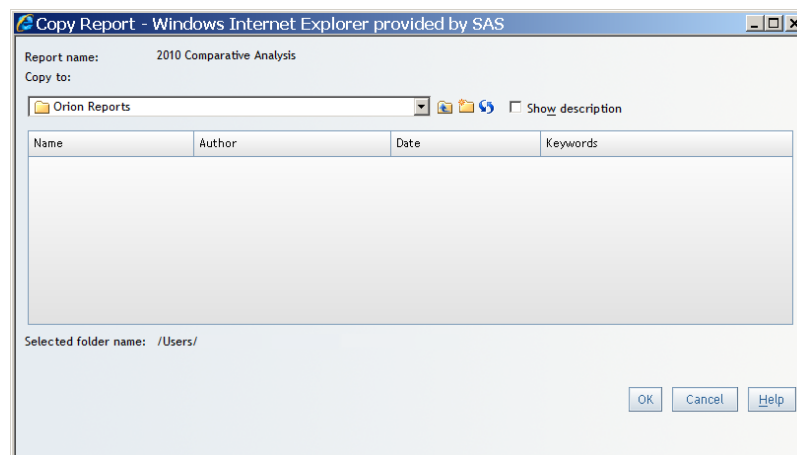 Copy Report - Windows Internet Explorer provided by SAS
Report name: 2010 Comparative Analysis
Copy to:
Orion Reports Show description
Name Author Date Keywords
Selected folder name: /Users/
OK Cancel Help